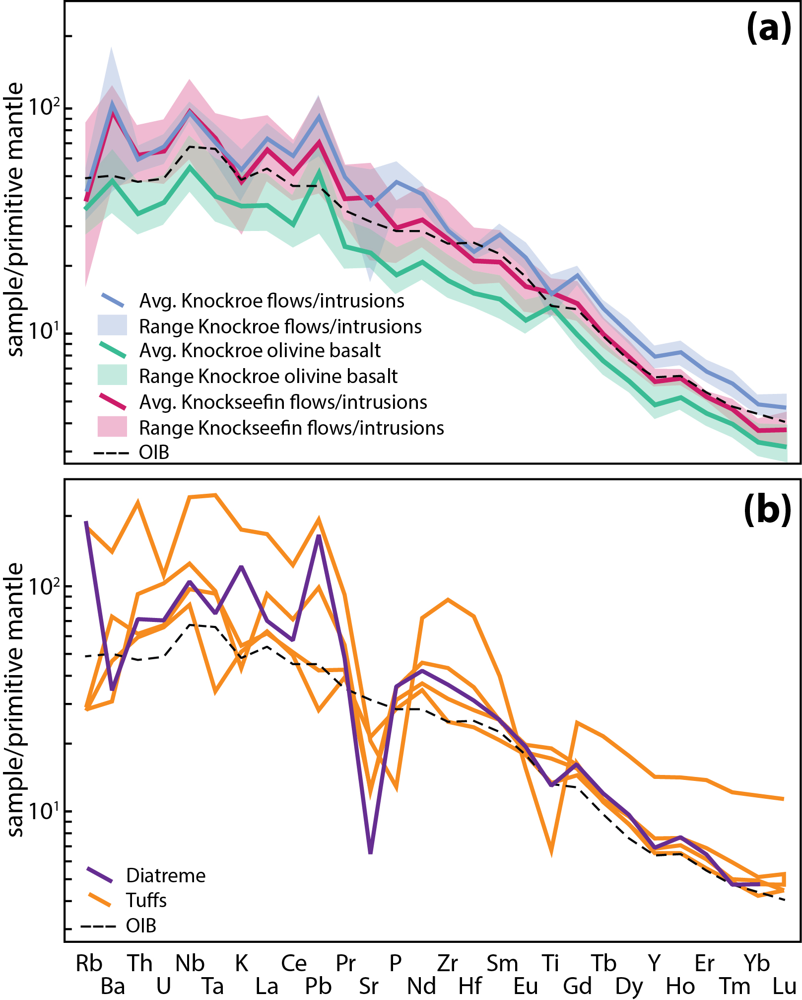 (a)
sample/primitive mantle
10²
10¹
Avg. Knockroe flows/intrusions
Range Knockroe flows/intrusions
Avg. Knockroe olivine basalt
Range Knockroe olivine basalt
Avg. Knockseefin flows/intrusions
Range Knockseefin flows/intrusions
OIB
(b)
sample/primitive mantle
10²
10¹
Diatreme
Tuffs
OIB
Rb Th Nb K Ce Pr P Zr Sm Ti Tb Y Er Yb
Ba U Ta La Pb Sr Nd Hf Eu Gd Dy Ho Tm Lu